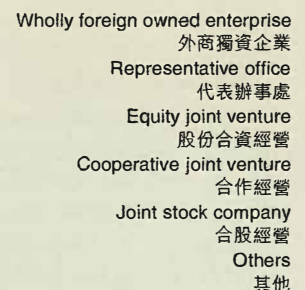 Wholly foreign owned enterprise
外商獨資企業
Representative office
代表辦事處
Equity joint venture
股份合資經營
Cooperative joint venture
合作經營
Joint stock company
合股經營
Others
其他